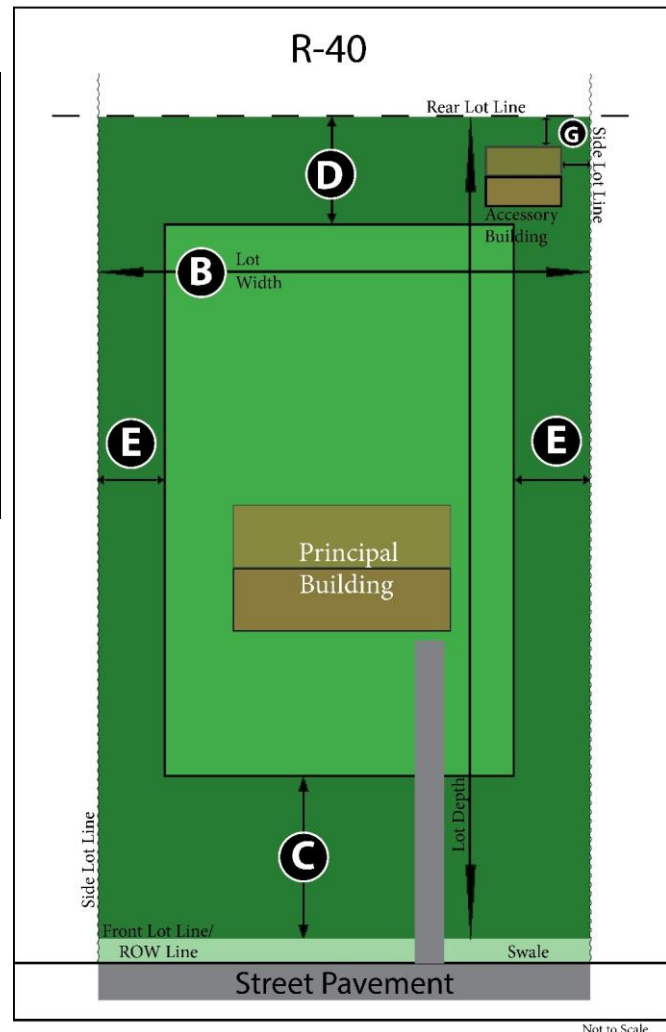 R-40
Rear Lot Line
G
Side Lot Line
D
Accessory
Building
B
Lot
Width
E
E
Principal
Building
C
Lot Depth
Side Lot Line
Front Lot Line/
ROW Line
Swale
Street Pavement
Not to Scale